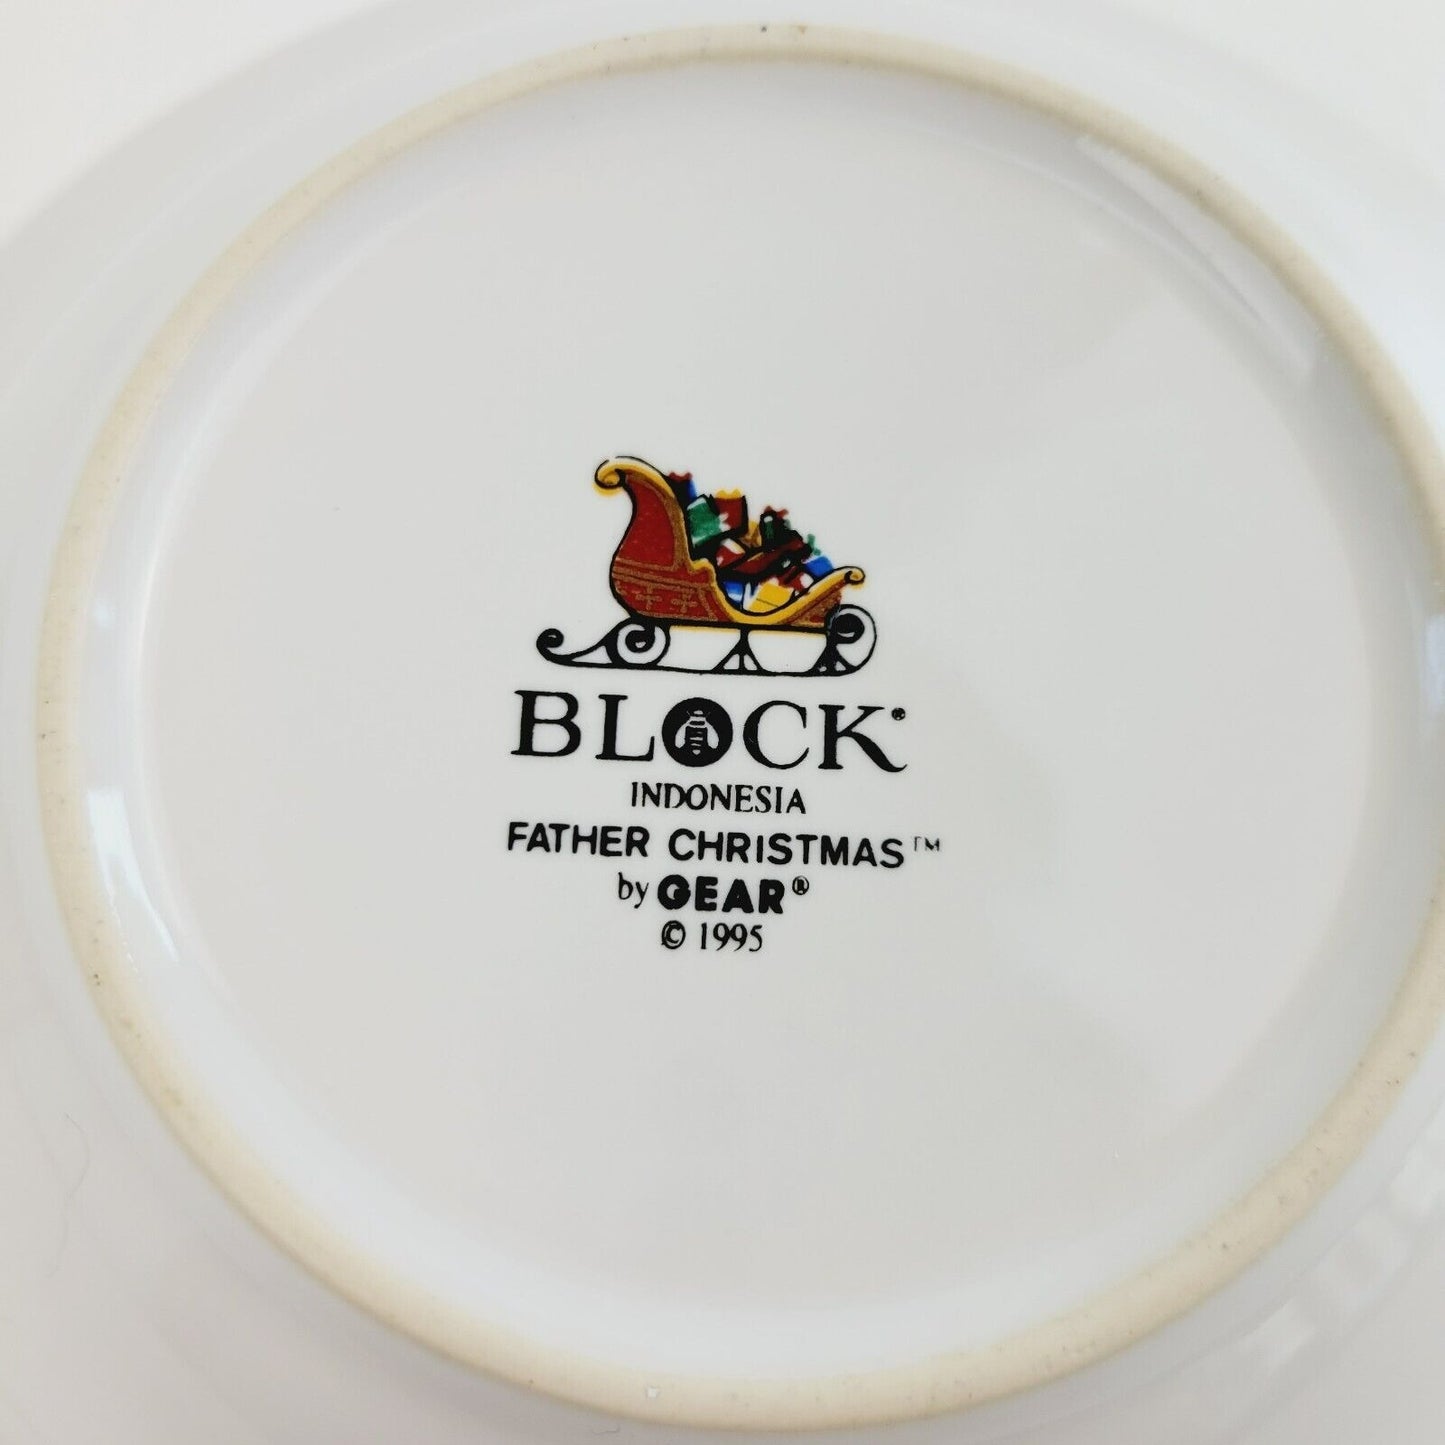 BLOCK®
INDONESIA
FATHER CHRISTMAS™
by GEAR®
© 1995